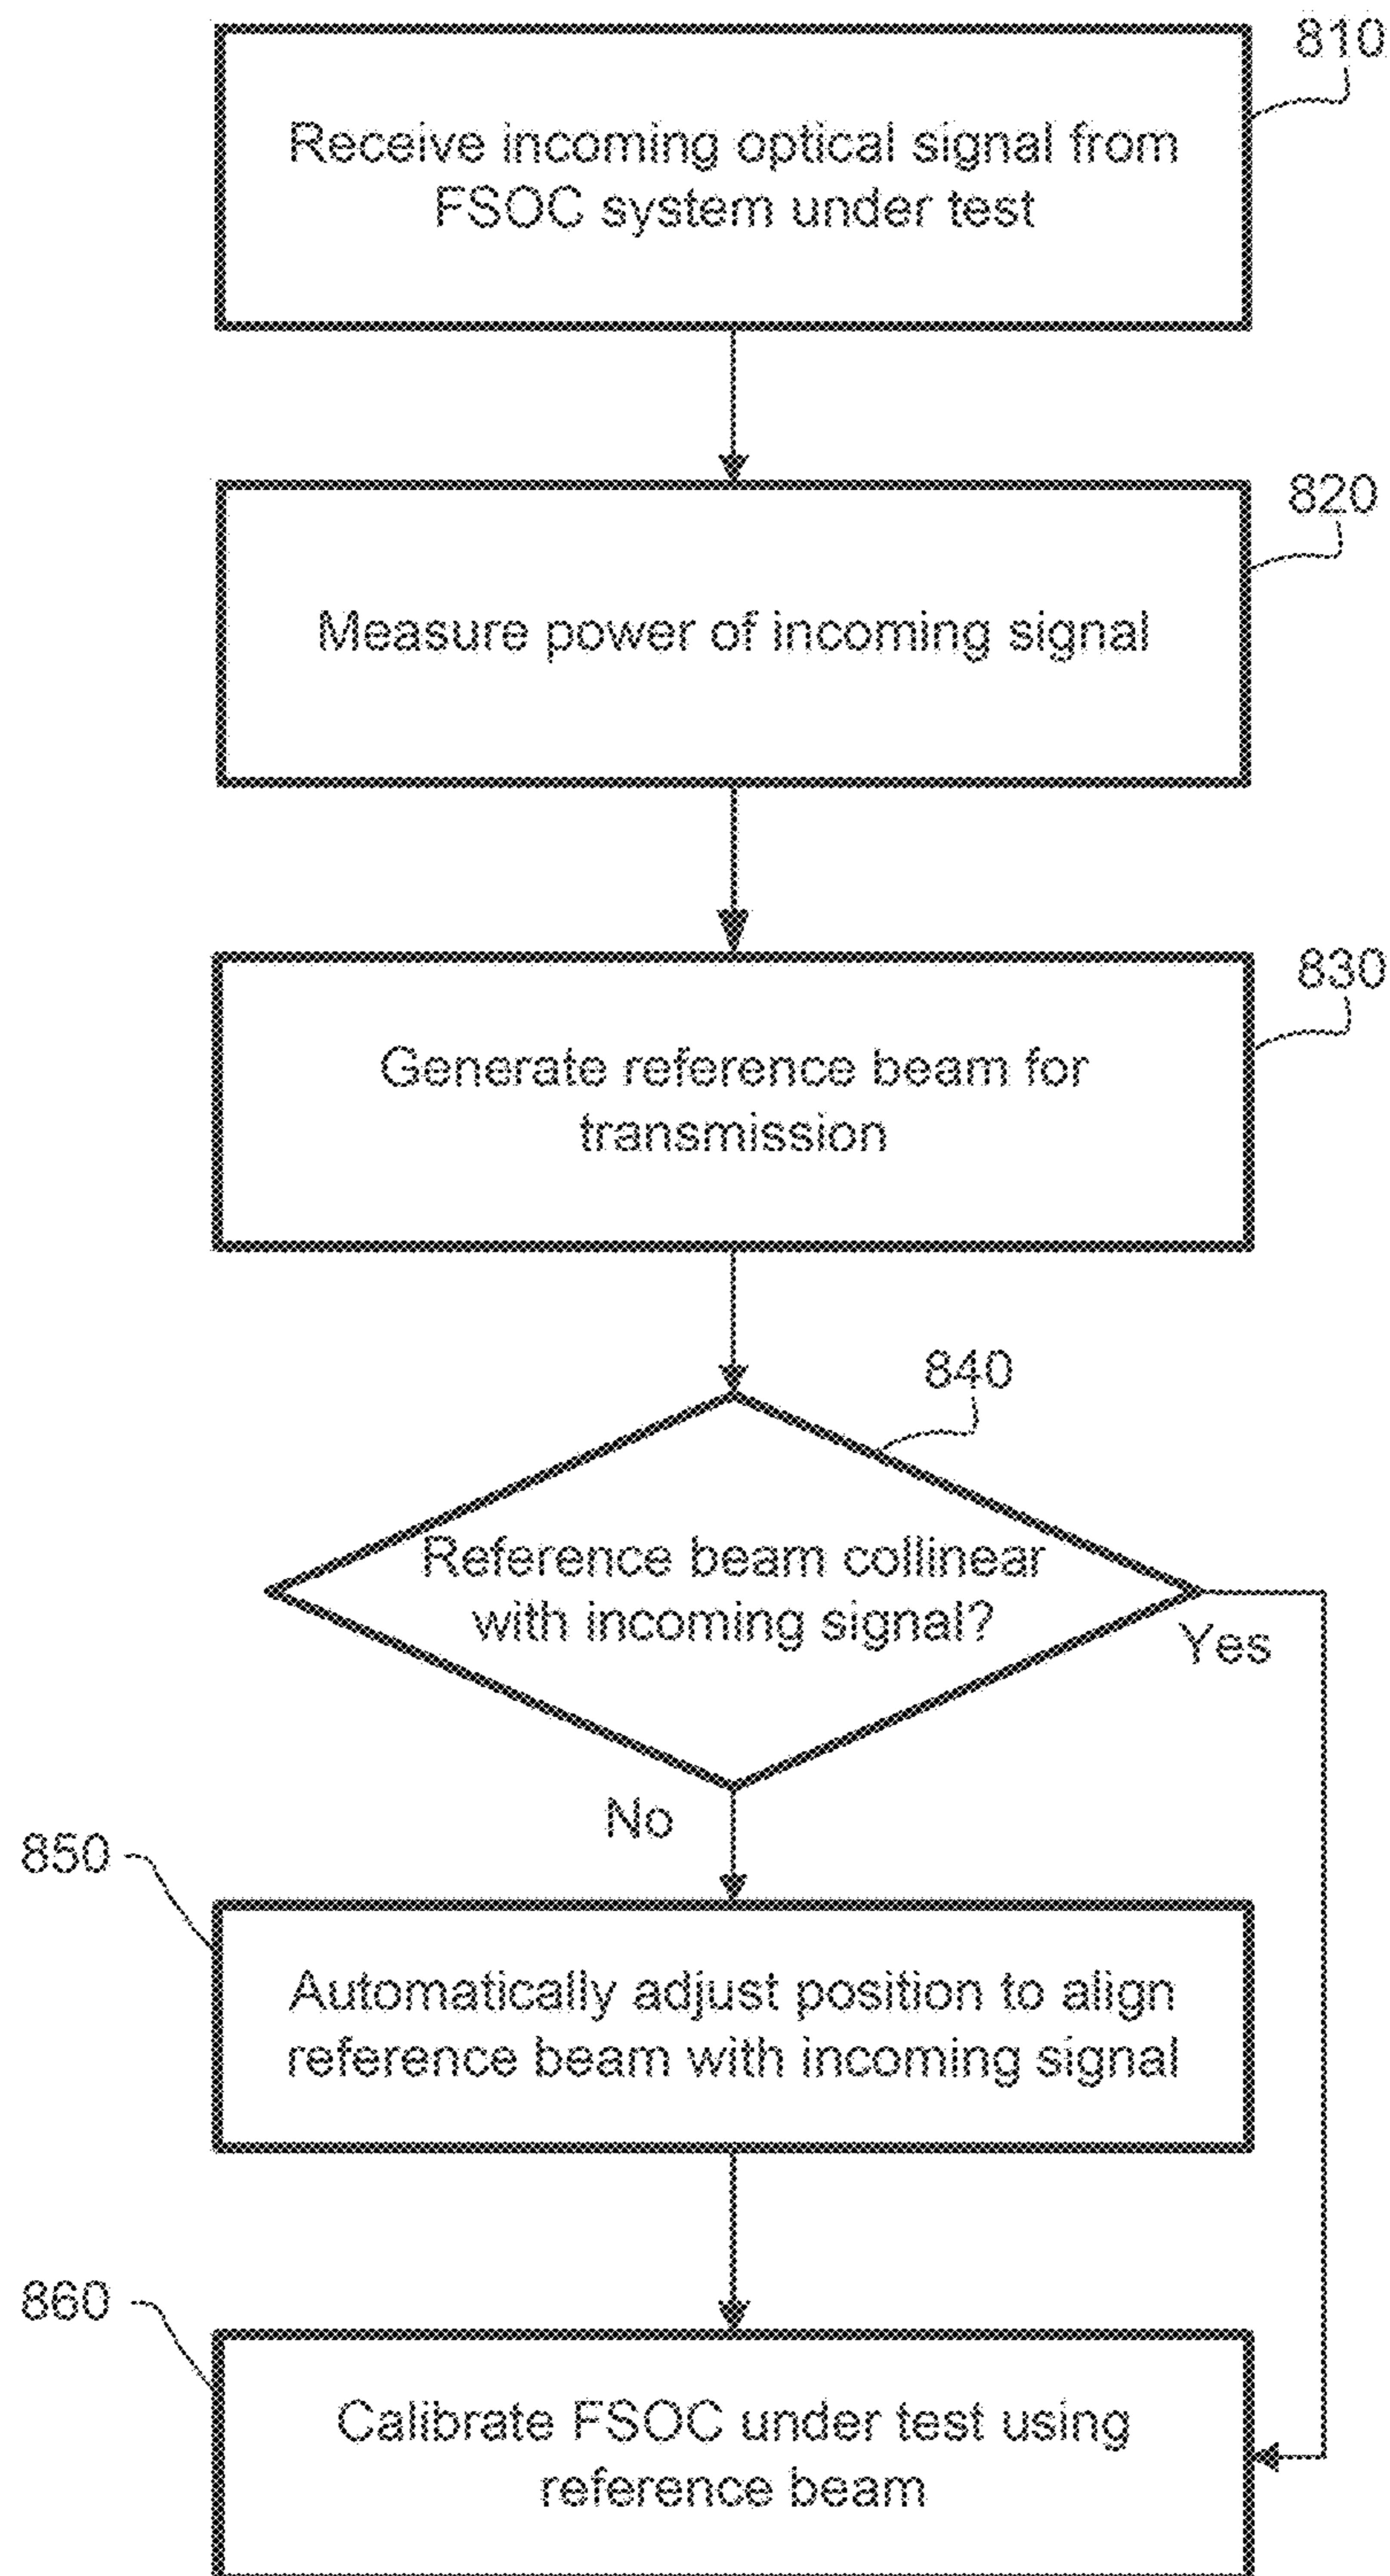 810
Receive incoming optical signal from
FSOC system under test
820
Measure power of incoming signal
830
Generate reference beam for
transmission
840
Reference beam collinear
with incoming signal?
Yes
No
850
Automatically adjust position to align
reference beam with incoming signal
860
Calibrate FSOC under test using
reference beam